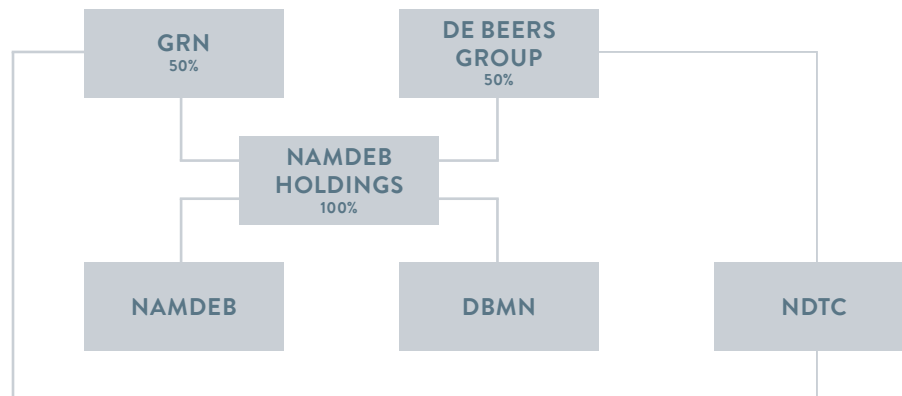 GRN
50%
DE BEERS
GROUP
50%
NAMDEB
HOLDINGS
100%
NAMDEB
DBMN
NDTC